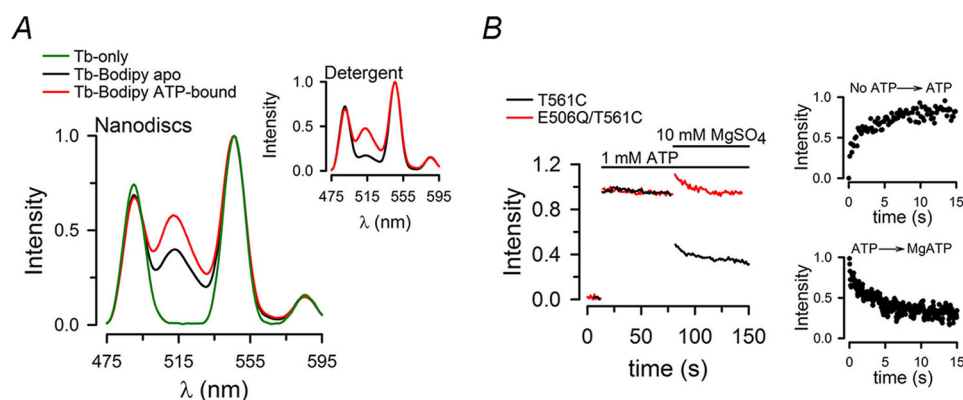 A
Tb-only
Tb-Bodipy apo
Tb-Bodipy ATP-bound
Nanodiscs
Intensity
1.0
0.5
0.0
475 515 555 595
λ (nm)
Detergent
Intensity
1.0
0.5
0.0
475 515 555 595
λ (nm)
B
T561C
E506Q/T561C
10 mM MgSO4
1 mM ATP
Intensity
1.2
0.8
0.4
0.0
0 50 100 150
time (s)
No ATP → ATP
Intensity
1.0
0.5
0.0
0 5 10 15
time (s)
ATP → MgATP
Intensity
1.0
0.5
0.0
0 5 10 15
time (s)